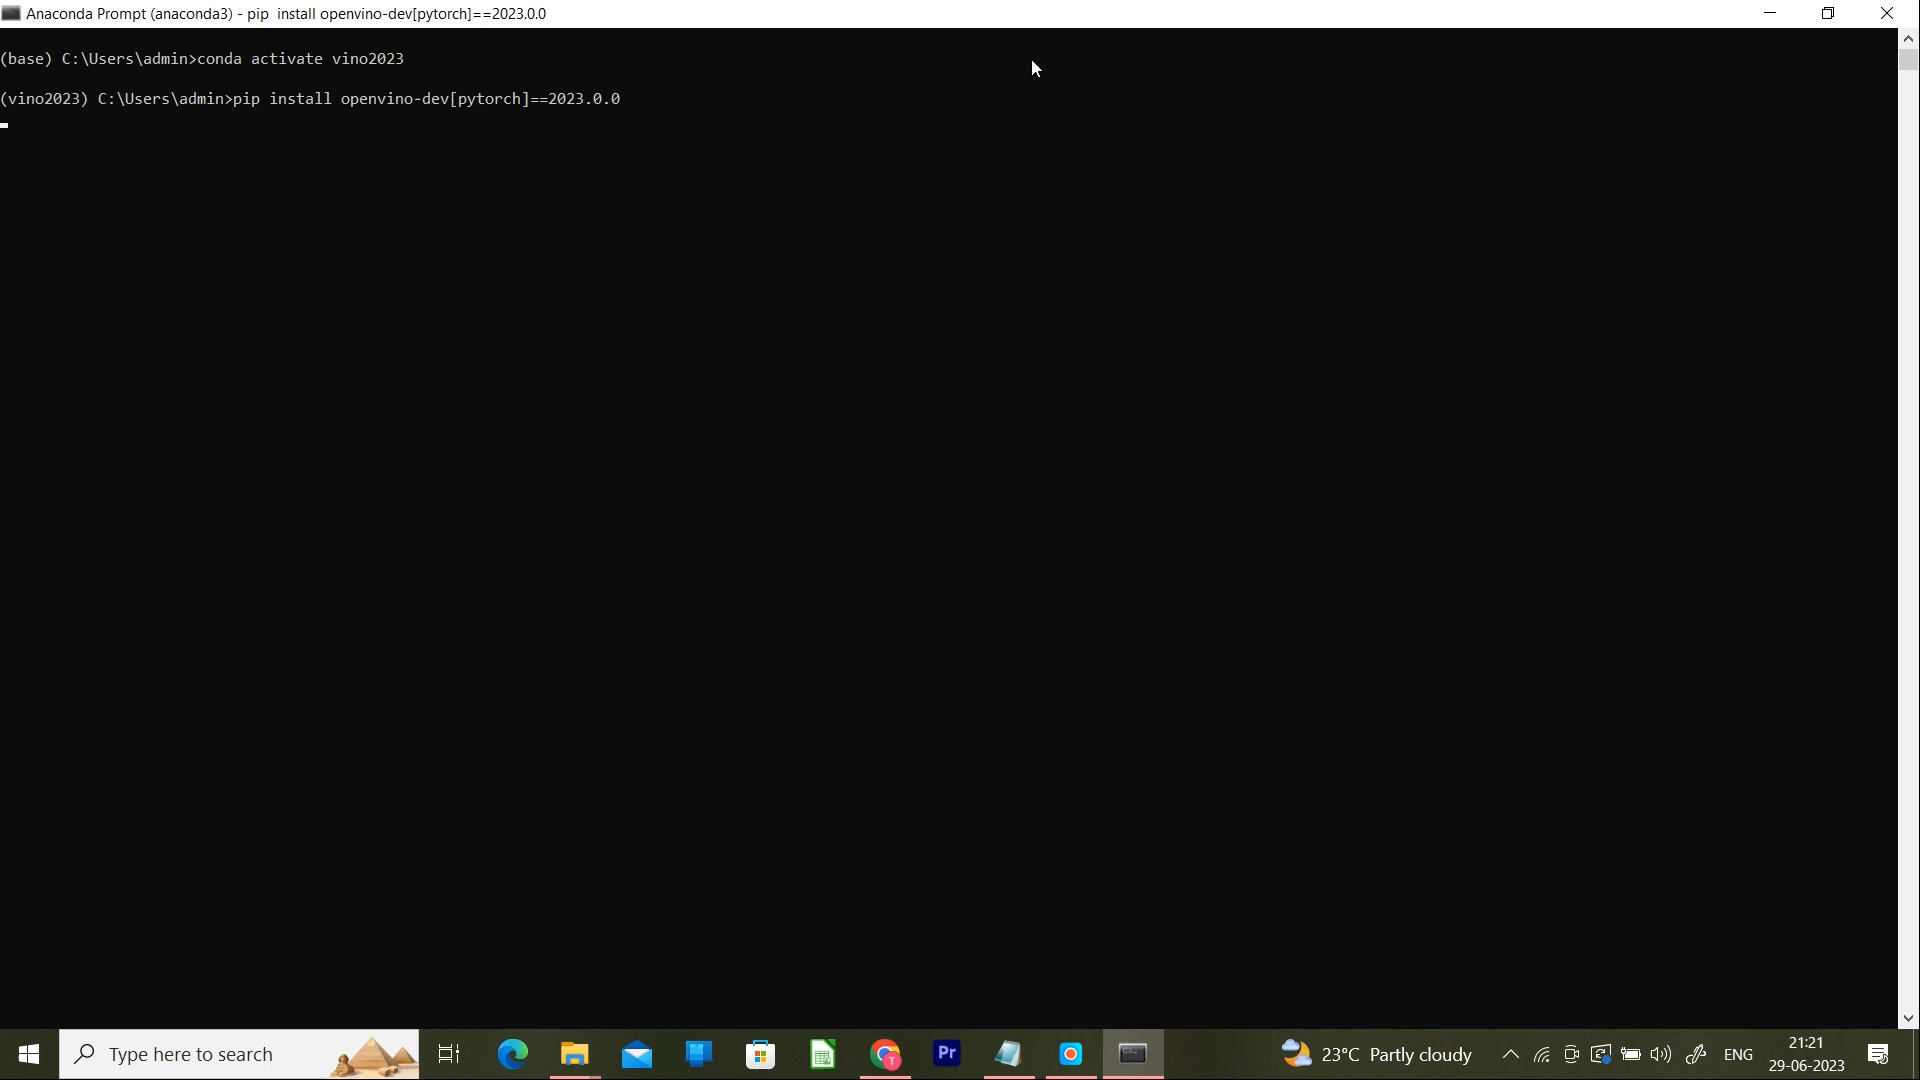 Anaconda Prompt (anaconda3) - pip  install openvino-dev[pytorch]==2023.0.0
(base) C:\Users\admin>conda activate vino2023
(vino2023) C:\Users\admin>pip install openvino-dev[pytorch]==2023.0.0
Type here to search
Pr
T
23°C Partly cloudy
ENG
21:21
29-06-2023